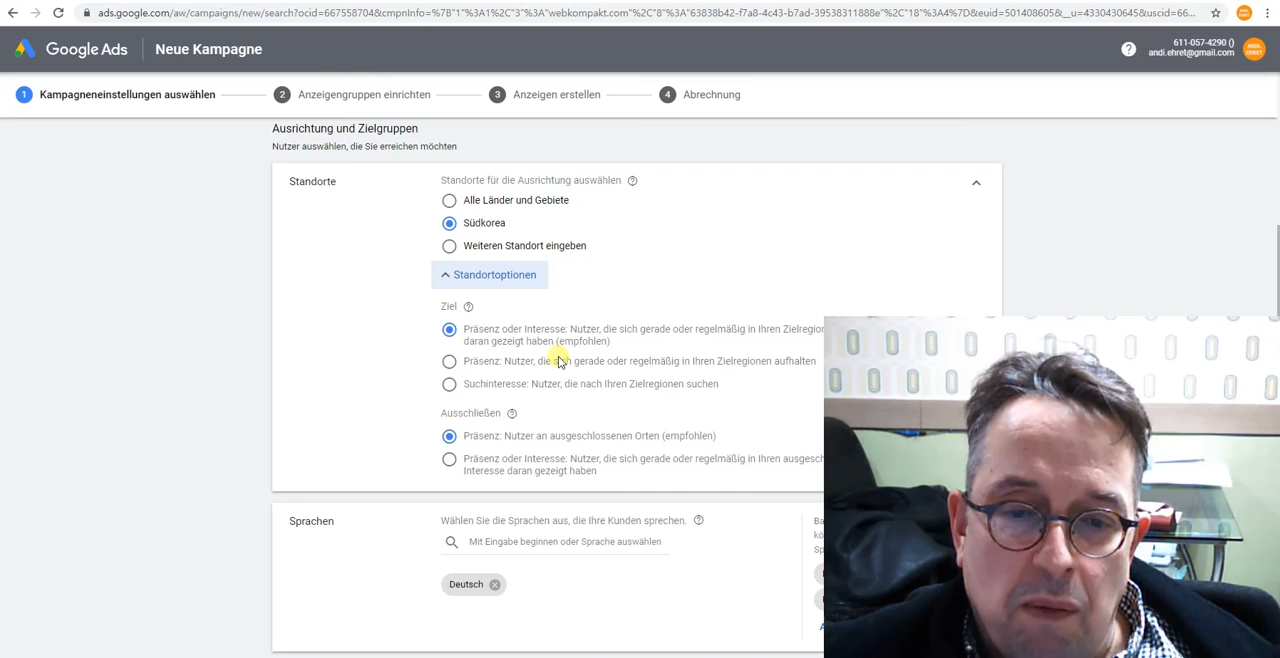 ads.google.com/aw/campaigns/new/search?ocid=667558704&cmpnInfo=%7B"1"%3A1%2C"3"%3A"webkompakt.com"%2C"8"%3A"63838b42-f7a8-4c43-b7ad-39538311888e"%2C"18"%3A4%7D&euid=501408605&__u=4330430645&uscid=66...
Google Ads
Neue Kampagne
611-057-4290 ()
andi.ehret@gmail.com
1 Kampagneneinstellungen auswählen
2 Anzeigengruppen einrichten
3 Anzeigen erstellen
4 Abrechnung
Ausrichtung und Zielgruppen
Nutzer auswählen, die Sie erreichen möchten
Standorte
Standorte für die Ausrichtung auswählen
Alle Länder und Gebiete
Südkorea
Weiteren Standort eingeben
Standortoptionen
Ziel
Präsenz oder Interesse: Nutzer, die sich gerade oder regelmäßig in Ihren Zielregion
daran gezeigt haben (empfohlen)
Präsenz: Nutzer, die sich gerade oder regelmäßig in Ihren Zielregionen aufhalten
Suchinteresse: Nutzer, die nach Ihren Zielregionen suchen
Ausschließen
Präsenz: Nutzer an ausgeschlossenen Orten (empfohlen)
Präsenz oder Interesse: Nutzer, die sich gerade oder regelmäßig in Ihren ausgesch
Interesse daran gezeigt haben
Sprachen
Wählen Sie die Sprachen aus, die Ihre Kunden sprechen.
Mit Eingabe beginnen oder Sprache auswählen
Deutsch
Ba
kö
Sp